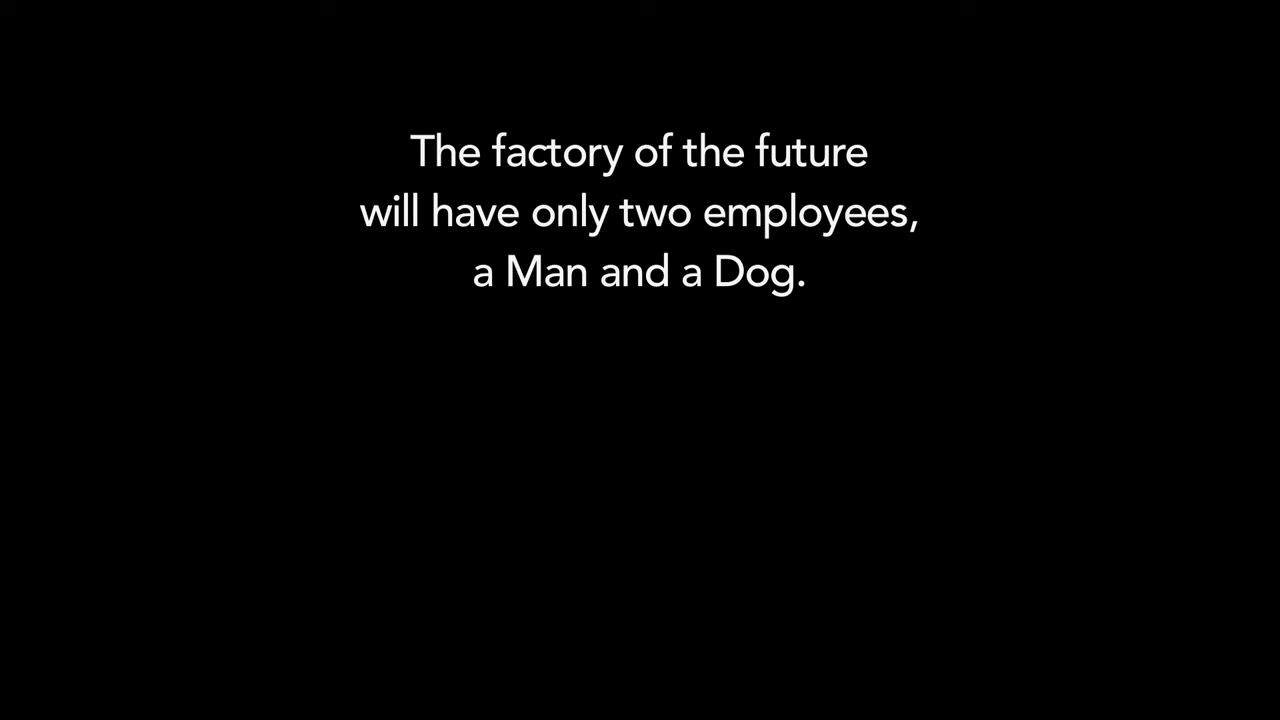 The factory of the future
will have only two employees,
a Man and a Dog.